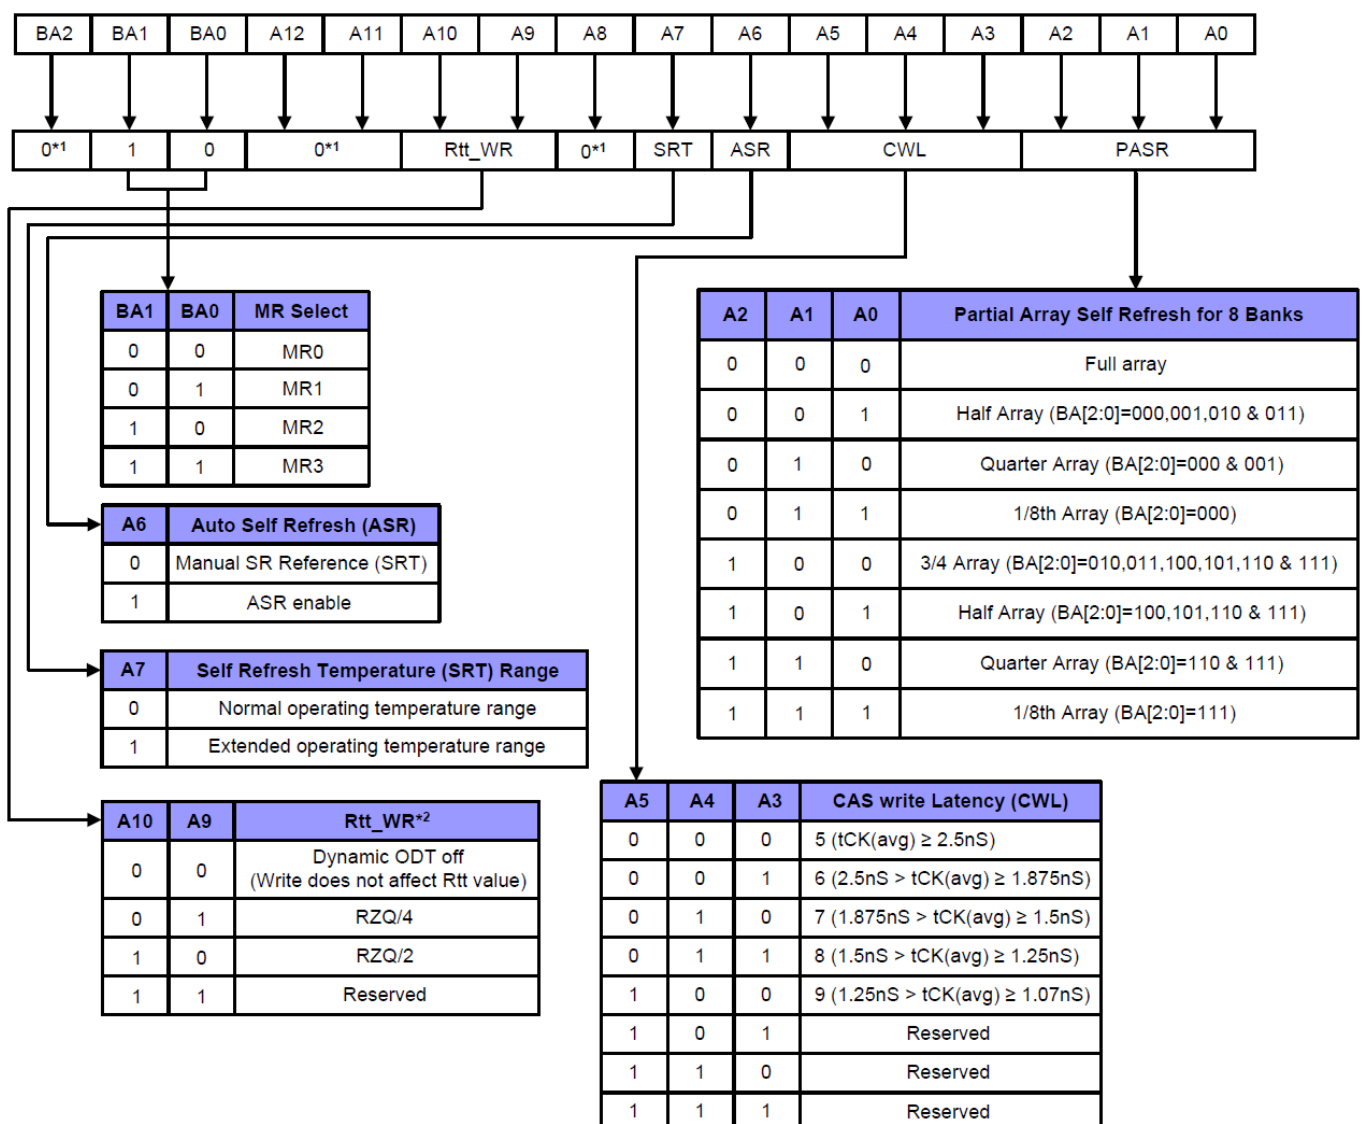 BA2 BA1 BA0 A12 A11 A10 A9 A8 A7 A6 A5 A4 A3 A2 A1 A0
0*1 1 0 0*1 Rtt_WR 0*1 SRT ASR CWL PASR
BA1 BA0 MR Select
0 0 MR0
0 1 MR1
1 0 MR2
1 1 MR3
A2 A1 A0 Partial Array Self Refresh for 8 Banks
0 0 0 Full array
0 0 1 Half Array (BA[2:0]=000,001,010 & 011)
0 1 0 Quarter Array (BA[2:0]=000 & 001)
0 1 1 1/8th Array (BA[2:0]=000)
1 0 0 3/4 Array (BA[2:0]=010,011,100,101,110 & 111)
1 0 1 Half Array (BA[2:0]=100,101,110 & 111)
1 1 0 Quarter Array (BA[2:0]=110 & 111)
1 1 1 1/8th Array (BA[2:0]=111)
A6 Auto Self Refresh (ASR)
0 Manual SR Reference (SRT)
1 ASR enable
A7 Self Refresh Temperature (SRT) Range
0 Normal operating temperature range
1 Extended operating temperature range
A10 A9 Rtt_WR*2
0 0 Dynamic ODT off
(Write does not affect Rtt value)
0 1 RZQ/4
1 0 RZQ/2
1 1 Reserved
A5 A4 A3 CAS write Latency (CWL)
0 0 0 5 (tCK(avg) ≥ 2.5nS)
0 0 1 6 (2.5nS > tCK(avg) ≥ 1.875nS)
0 1 0 7 (1.875nS > tCK(avg) ≥ 1.5nS)
0 1 1 8 (1.5nS > tCK(avg) ≥ 1.25nS)
1 0 0 9 (1.25nS > tCK(avg) ≥ 1.07nS)
1 0 1 Reserved
1 1 0 Reserved
1 1 1 Reserved